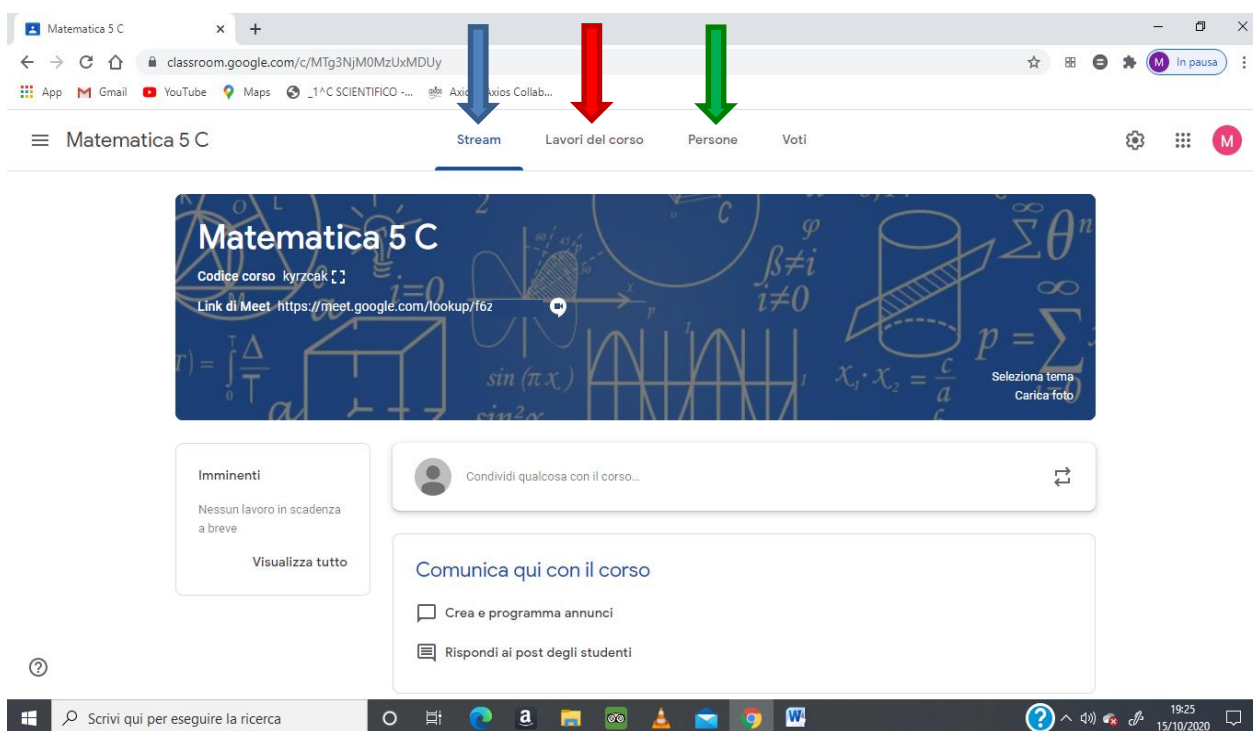 Matematica 5 C
classroom.google.com/c/MTg3NjM0MzUxMDUy
In pausa
App Gmail YouTube Maps _1^C SCIENTIFICO -... Axios Collab...
Matematica 5 C
Stream Lavori del corso Persone Voti
M
Matematica 5 C
Codice corso kyrzcak
Link di Meet https://meet.google.com/lookup/f6z
Seleziona tema
Carica foto
Imminenti
Nessun lavoro in scadenza
a breve
Visualizza tutto
Condividi qualcosa con il corso...
Comunica qui con il corso
Crea e programma annunci
Rispondi ai post degli studenti
Scrivi qui per eseguire la ricerca
19:25
15/10/2020